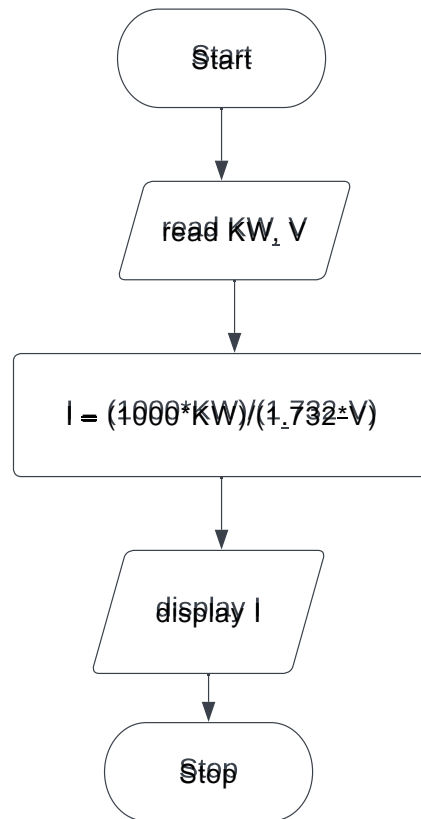 Start
read KW, V
I = (1000*KW)/(1.732*V)
display I
Stop